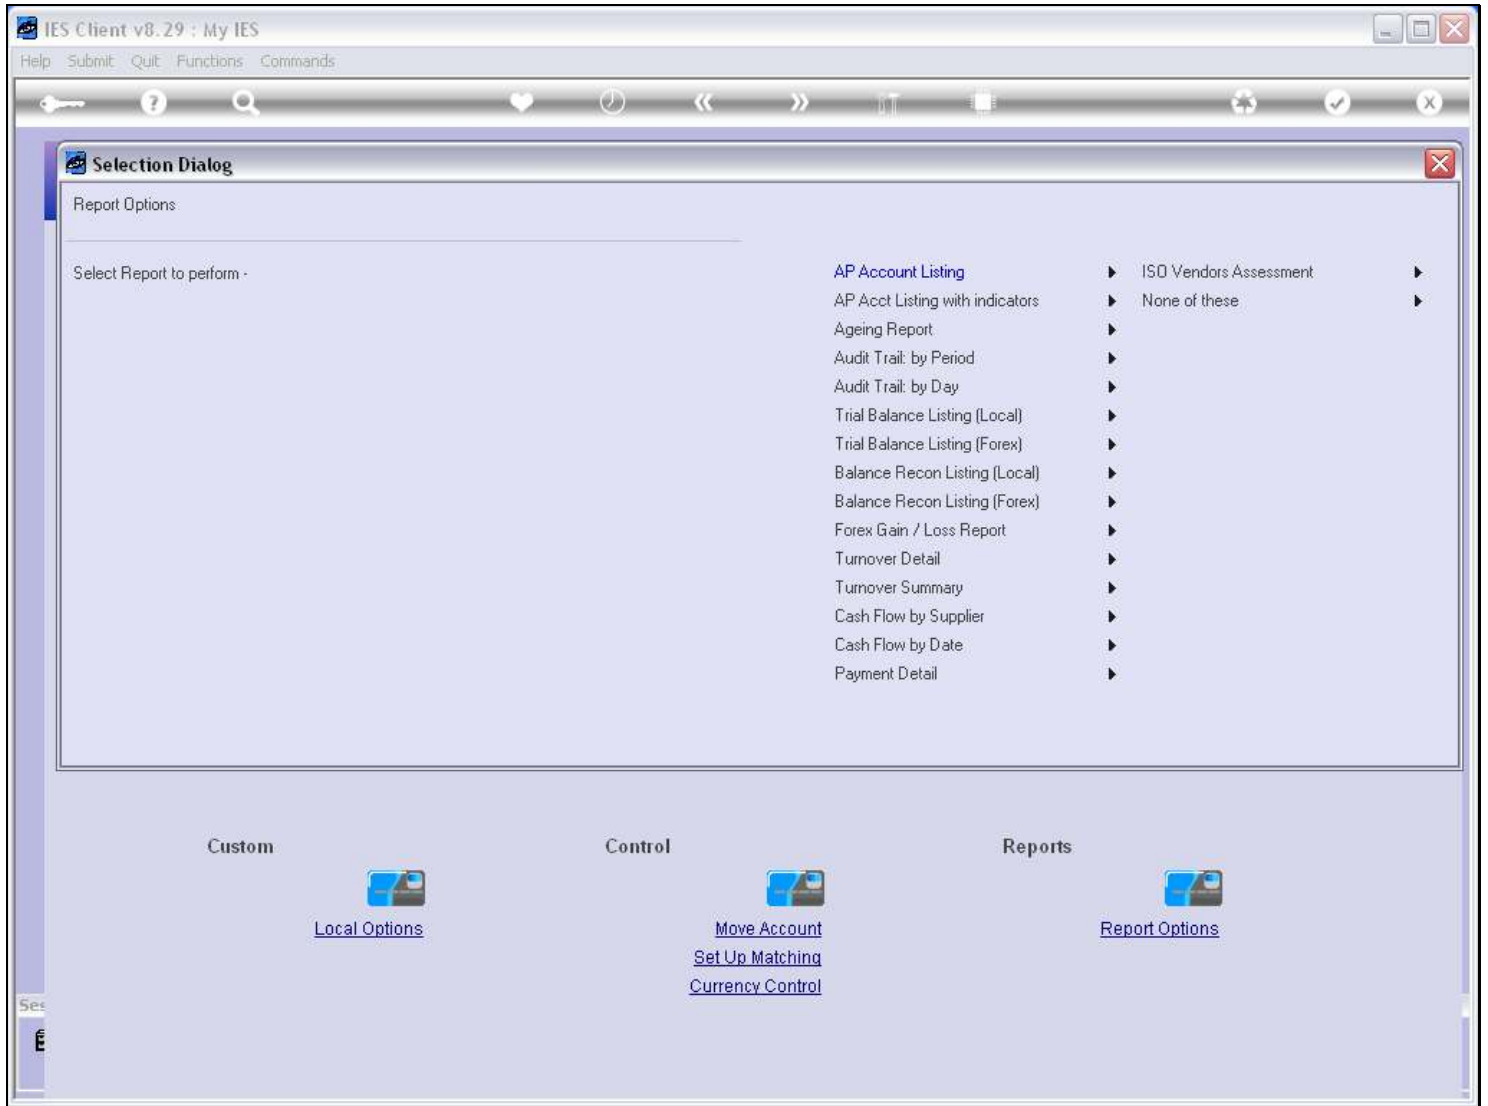 IES Client v8.29 : My IES
Help Submit Quit Functions Commands
Selection Dialog
Report Options
Select Report to perform -
AP Account Listing
AP Acct Listing with indicators
Ageing Report
Audit Trail: by Period
Audit Trail: by Day
Trial Balance Listing (Local)
Trial Balance Listing (Forex)
Balance Recon Listing (Local)
Balance Recon Listing (Forex)
Forex Gain / Loss Report
Turnover Detail
Turnover Summary
Cash Flow by Supplier
Cash Flow by Date
Payment Detail
ISO Vendors Assessment
None of these
Custom
Local Options
Control
Move Account
Set Up Matching
Currency Control
Reports
Report Options
Ses